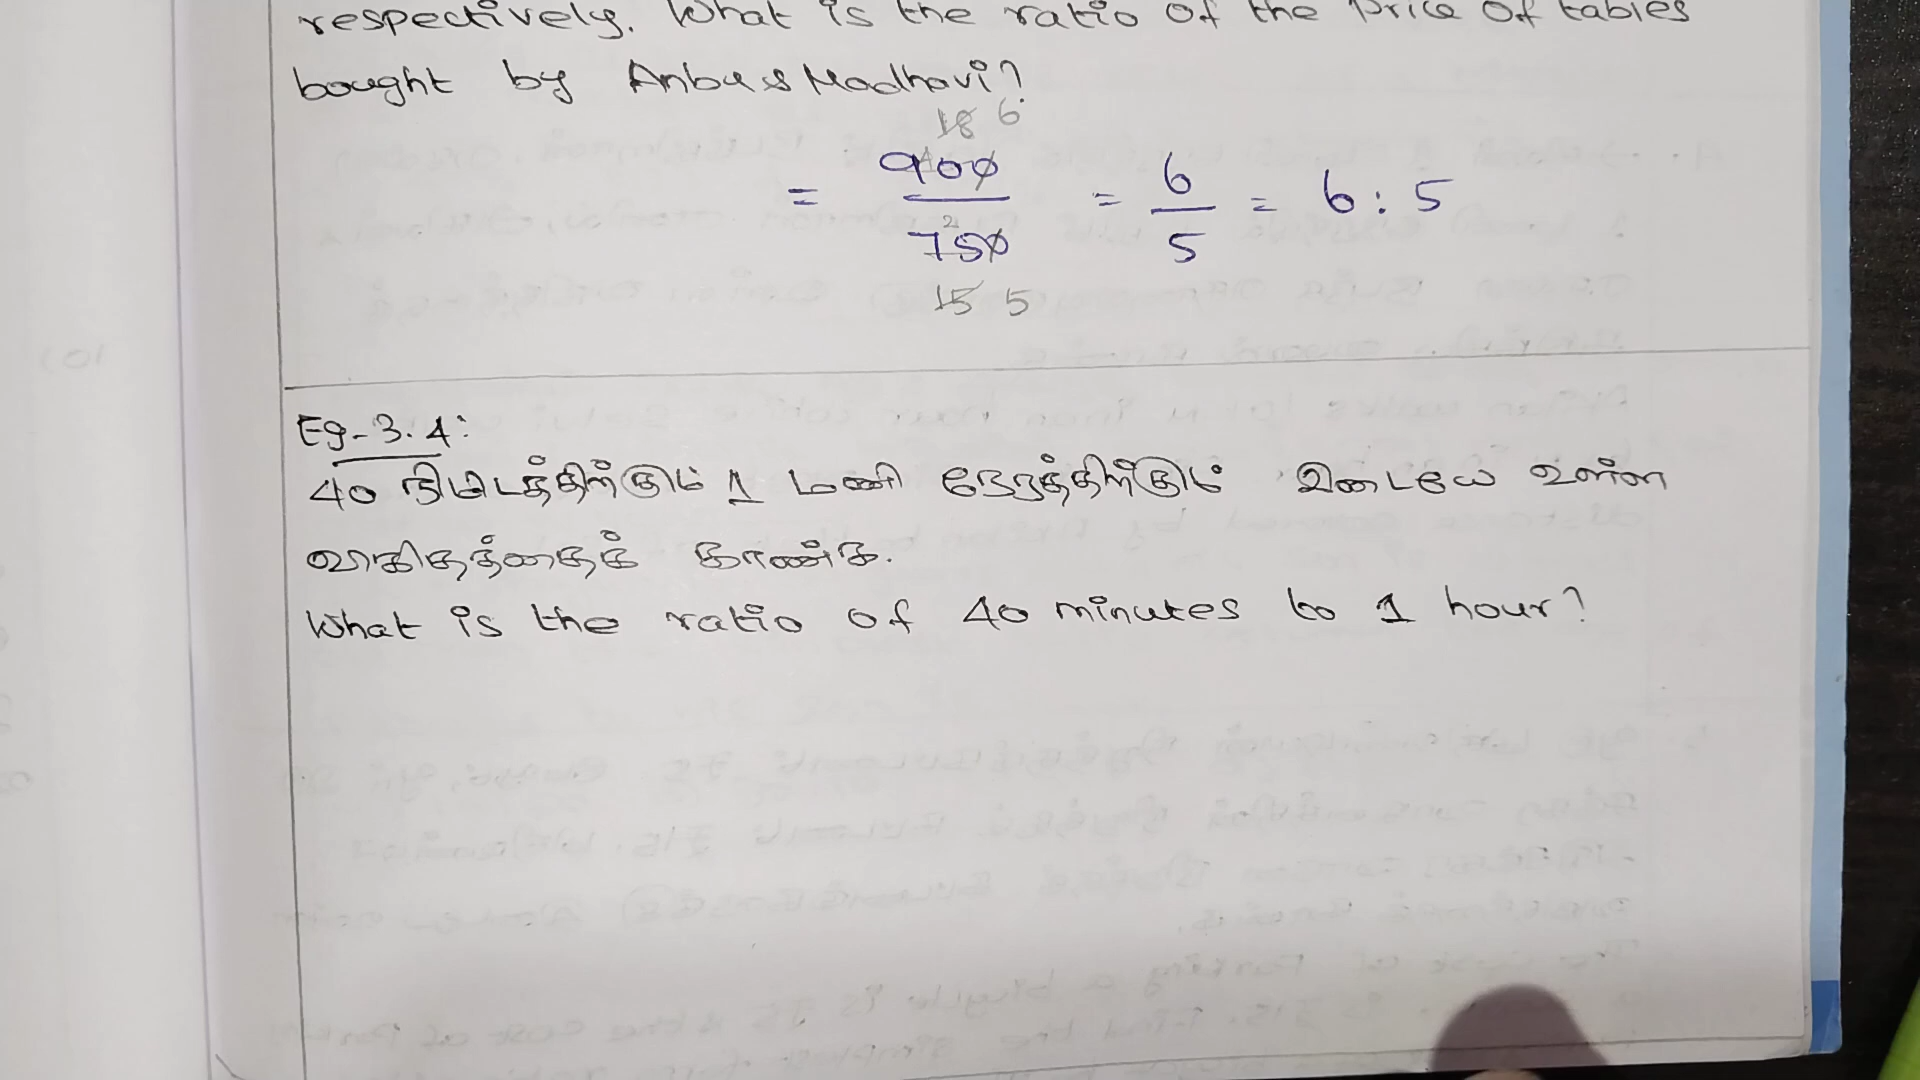 respectively. What is the ratio of the price of tables
bought by Anbu & Madhavi?
18 6
= 900/750 = 6/5 = 6 : 5
2
15 5
Eg-3.4:
40 நிமிடத்திற்கும் 1 மணி நேரத்திற்கும் இடையே உள்ள
விகிதத்தைக் காண்க.
What is the ratio of 40 minutes to 1 hour?